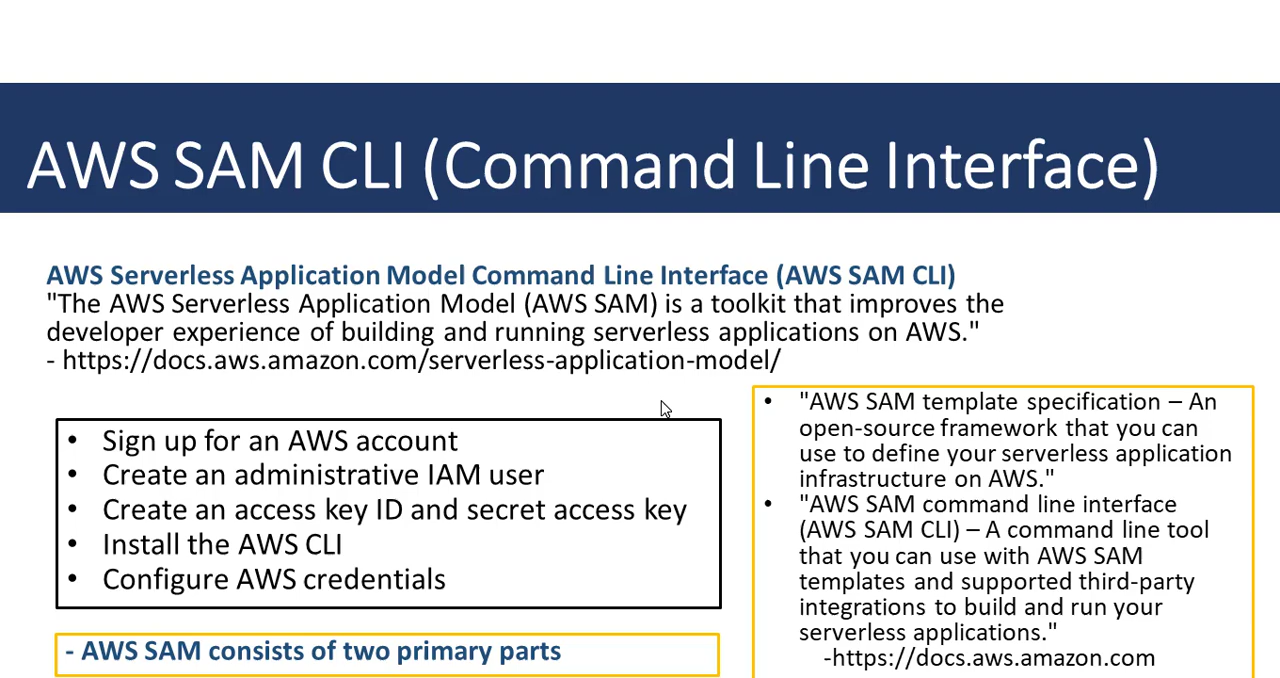 AWS SAM CLI (Command Line Interface)
AWS Serverless Application Model Command Line Interface (AWS SAM CLI)
"The AWS Serverless Application Model (AWS SAM) is a toolkit that improves the
developer experience of building and running serverless applications on AWS."
- https://docs.aws.amazon.com/serverless-application-model/
• Sign up for an AWS account
• Create an administrative IAM user
• Create an access key ID and secret access key
• Install the AWS CLI
• Configure AWS credentials
- AWS SAM consists of two primary parts
• "AWS SAM template specification – An
open-source framework that you can
use to define your serverless application
infrastructure on AWS."
• "AWS SAM command line interface
(AWS SAM CLI) – A command line tool
that you can use with AWS SAM
templates and supported third-party
integrations to build and run your
serverless applications."
-https://docs.aws.amazon.com